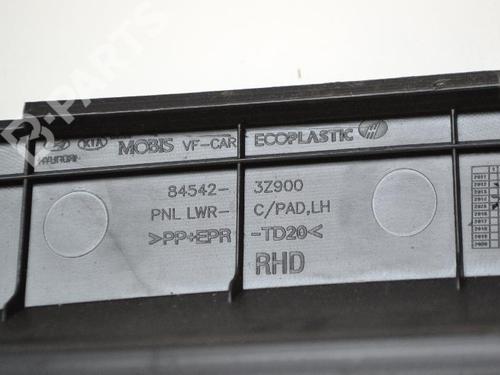 B-PARTS
HYUNDAI KIA MOBIS VF-CAR ECOPLASTIC
84542- 3Z900
PNL LWR- C/PAD,LH
>PP+EPR -TD20<
RHD